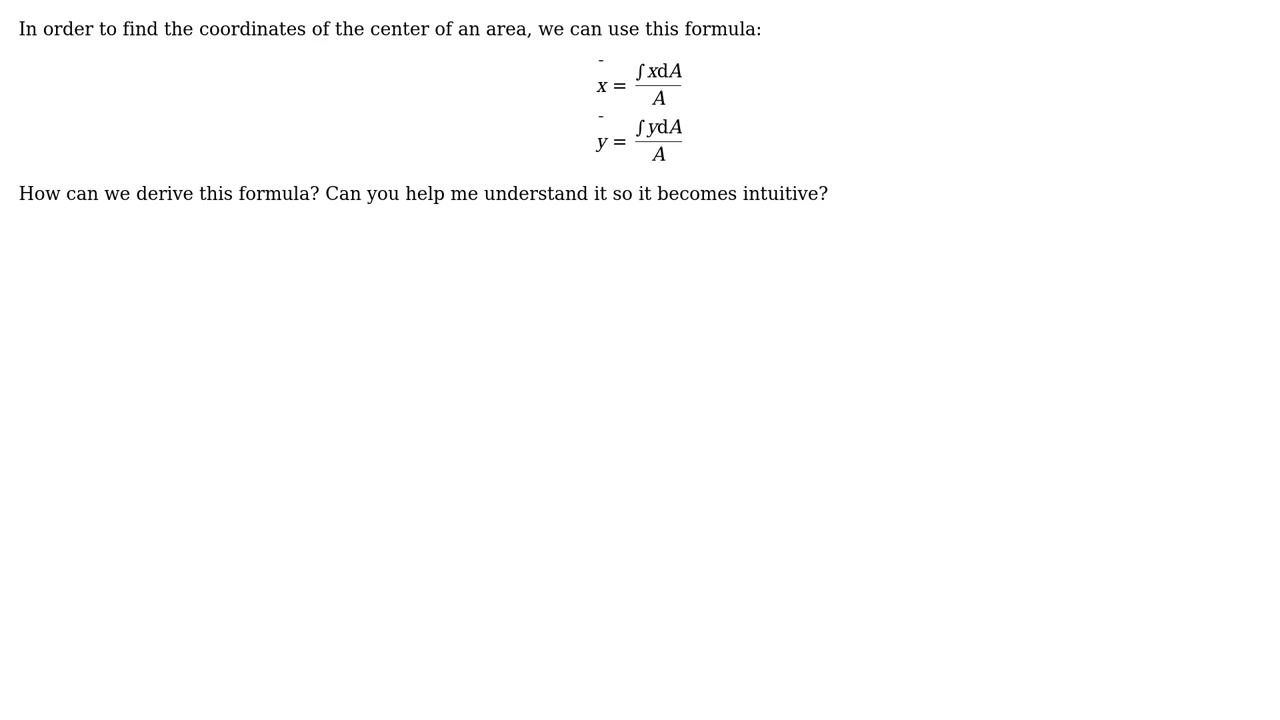 In order to find the coordinates of the center of an area, we can use this formula:
x̄ = ∫xdA / A
ȳ = ∫ydA / A
How can we derive this formula? Can you help me understand it so it becomes intuitive?